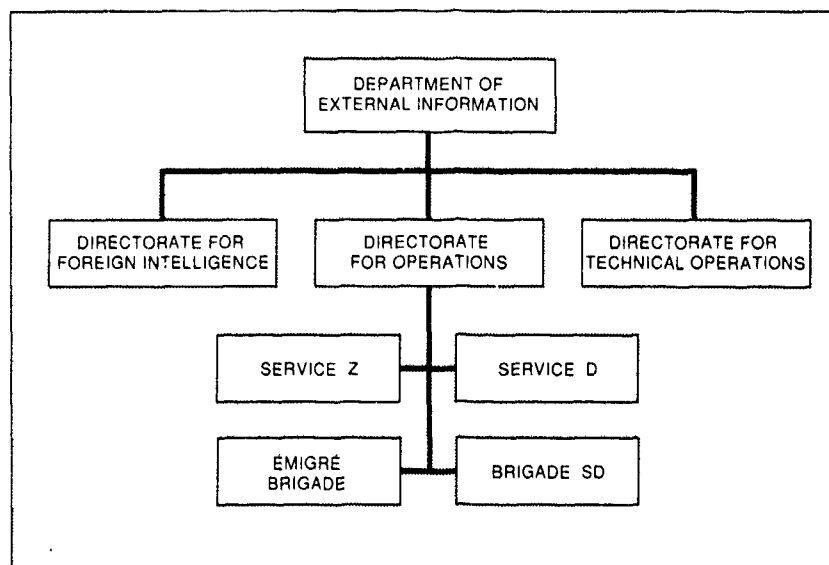 DEPARTMENT OF
EXTERNAL INFORMATION
DIRECTORATE FOR
FOREIGN INTELLIGENCE
DIRECTORATE
FOR OPERATIONS
DIRECTORATE FOR
TECHNICAL OPERATIONS
SERVICE Z
SERVICE D
ÉMIGRÉ
BRIGADE
BRIGADE SD